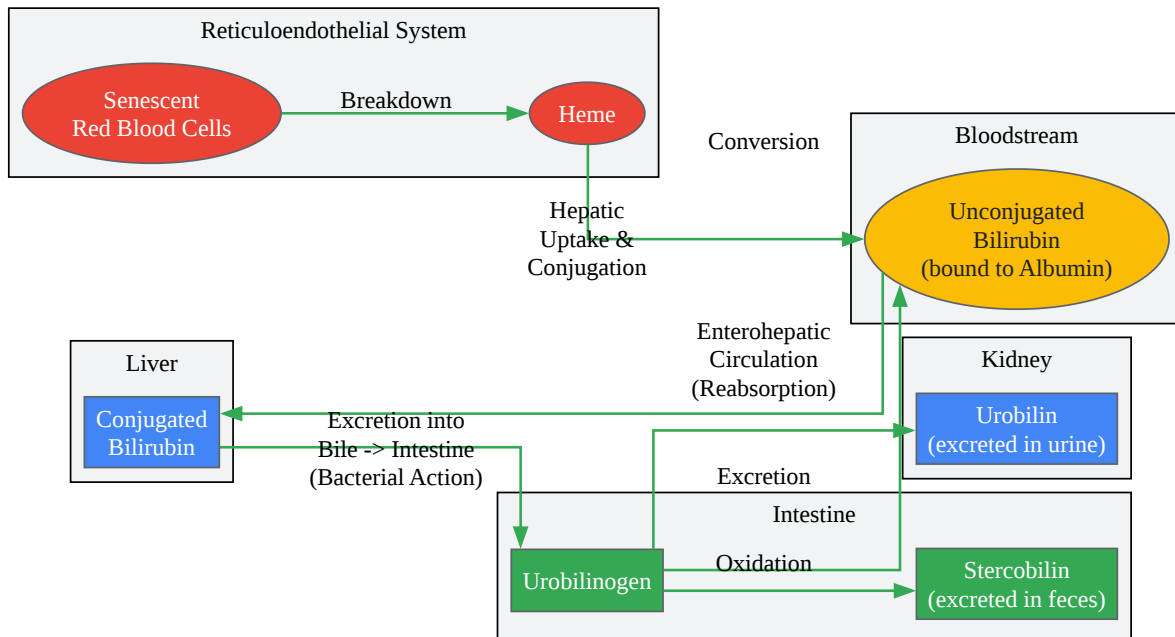 Reticuloendothelial System
Senescent
Red Blood Cells
Breakdown
Heme
Conversion
Bloodstream
Hepatic
Uptake &
Conjugation
Unconjugated
Bilirubin
(bound to Albumin)
Enterohepatic
Circulation
(Reabsorption)
Liver
Conjugated
Bilirubin
Excretion into
Bile -> Intestine
(Bacterial Action)
Kidney
Urobilin
(excreted in urine)
Excretion
Intestine
Urobilinogen
Oxidation
Stercobilin
(excreted in feces)